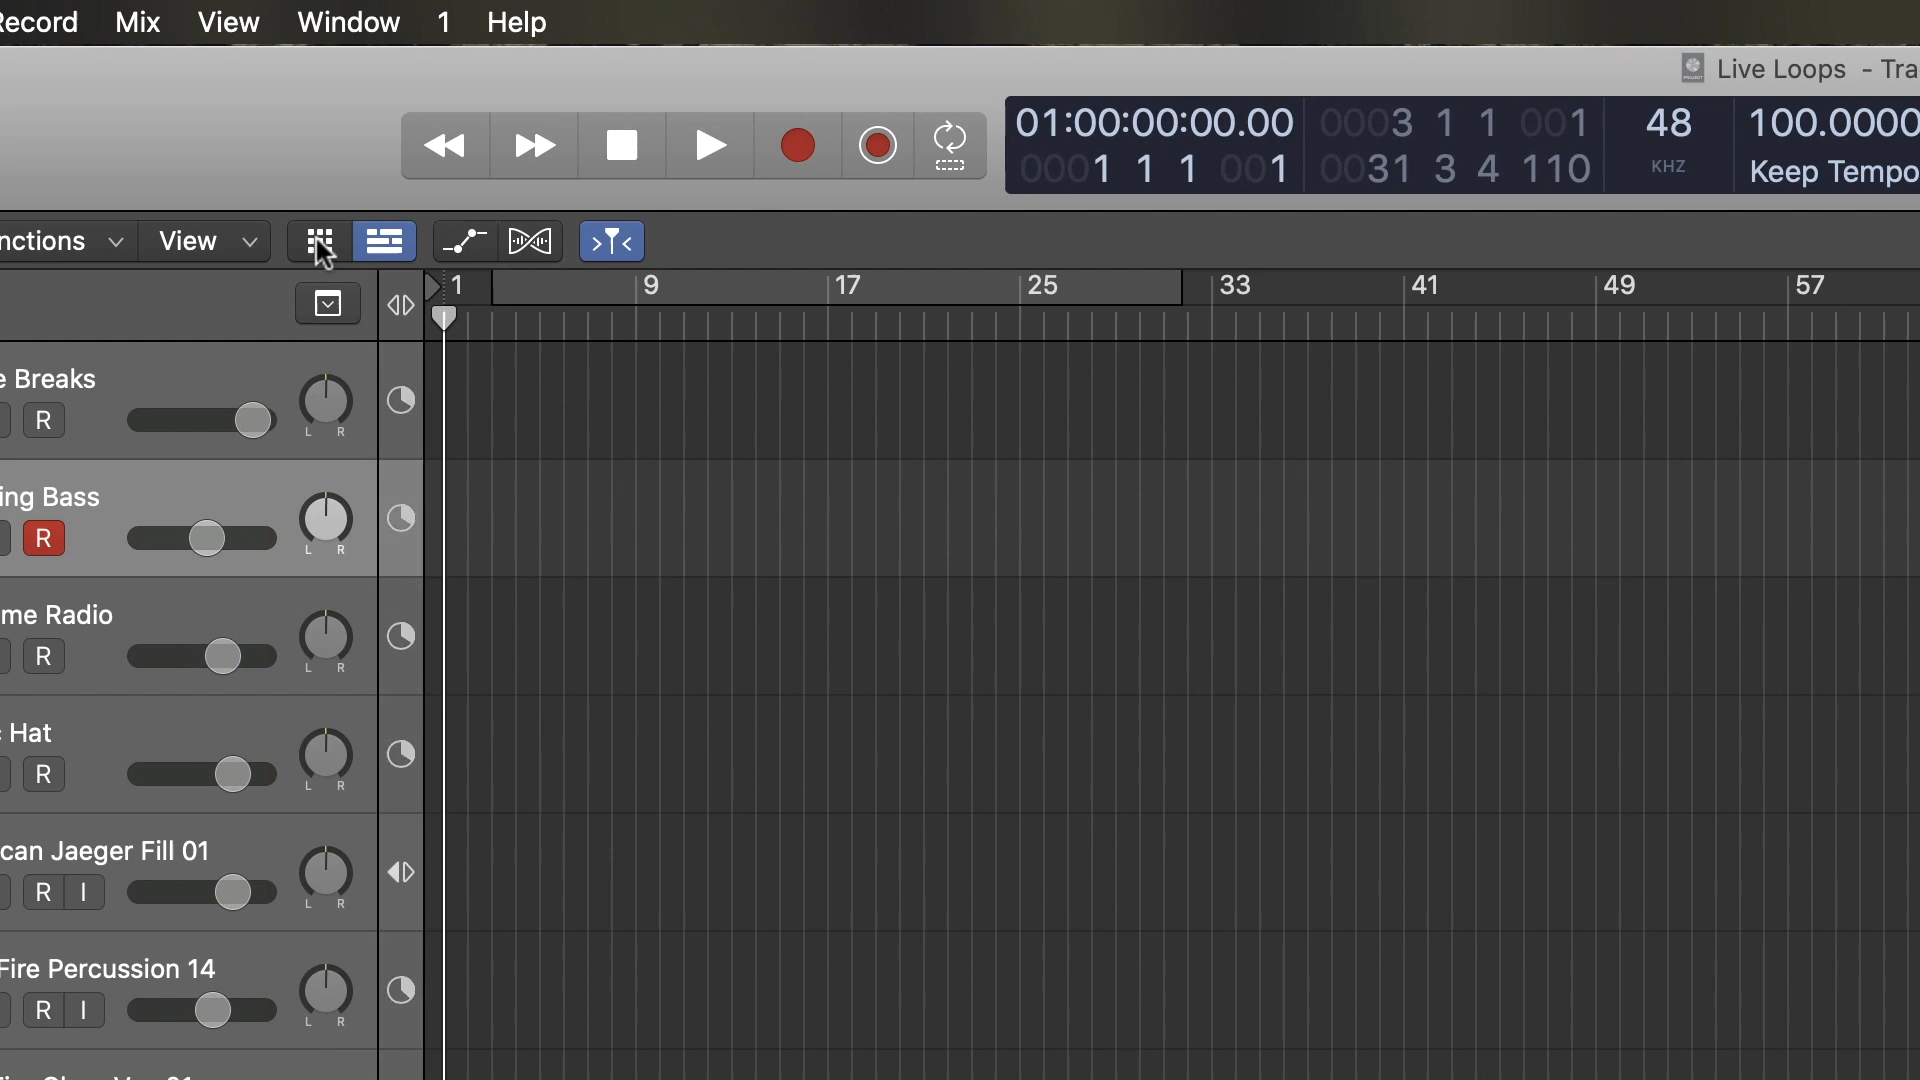 Record Mix View Window 1 Help
Live Loops - Tra
01:00:00:00.00 0003 1 1 001 48 100.0000
0001 1 1 001 0031 3 4 110 KHZ Keep Tempo
nctions View
1 9 17 25 33 41 49 57
e Breaks
R L R
ing Bass
R L R
me Radio
R L R
Hat
R L R
can Jaeger Fill 01
R I L R
Fire Percussion 14
R I L R